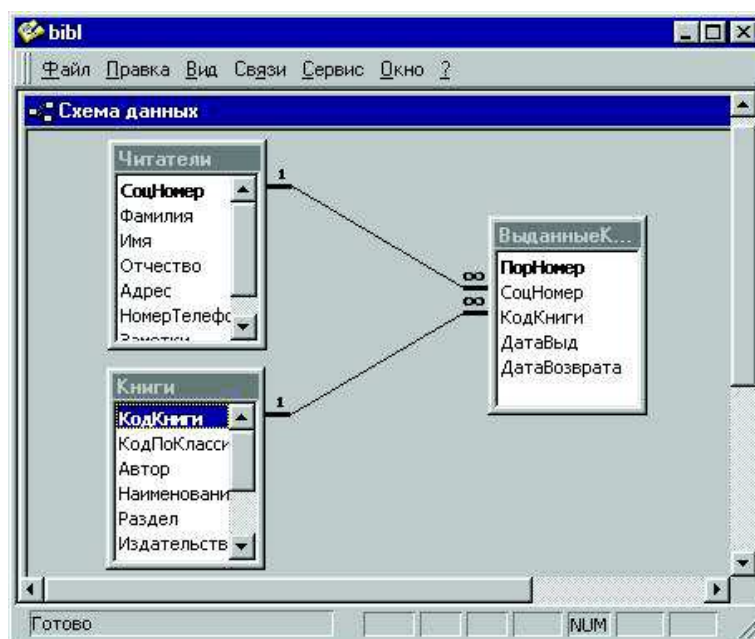 bibl
Файл Правка Вид Связи Сервис Окно ?
Схема данных
Читатели
СоцНомер
Фамилия
Имя
Отчество
Адрес
НомерТелефо
Заметки
1
ВыданныеК...
ПорНомер
СоцНомер
КодКниги
ДатаВыд
ДатаВозврата
∞
∞
Книги
КодКниги
КодПоКласси
Автор
Наименовани
Раздел
Издательств
1
Готово
NUM